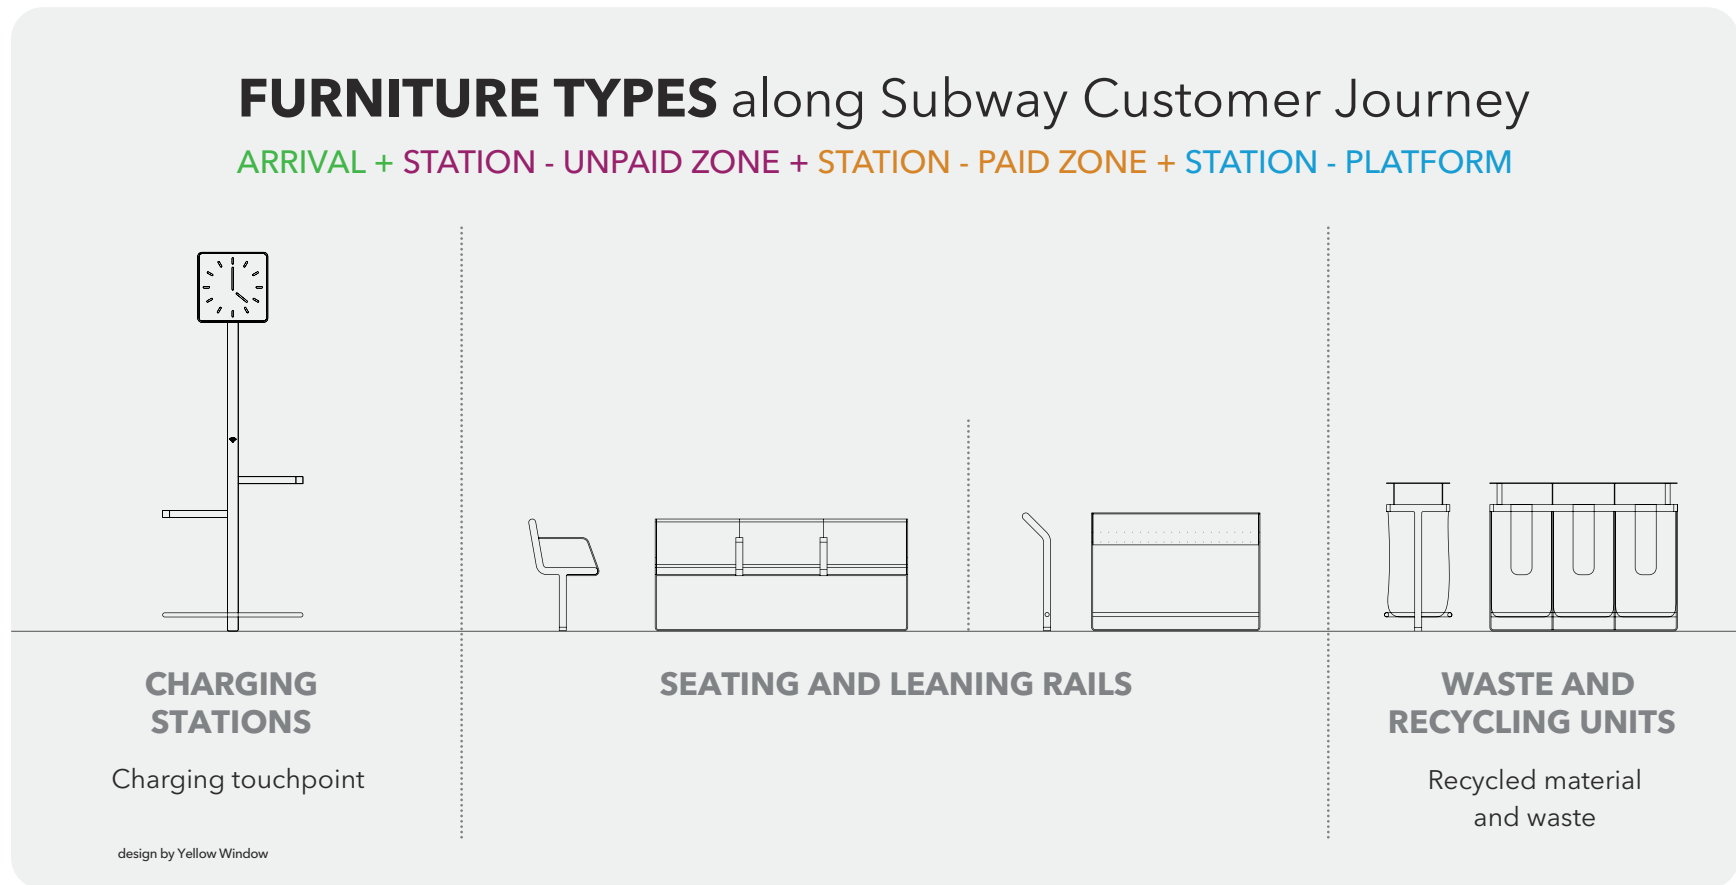 FURNITURE TYPES along Subway Customer Journey
ARRIVAL + STATION - UNPAID ZONE + STATION - PAID ZONE + STATION - PLATFORM
CHARGING
STATIONS
Charging touchpoint
SEATING AND LEANING RAILS
WASTE AND
RECYCLING UNITS
Recycled material
and waste
design by Yellow Window